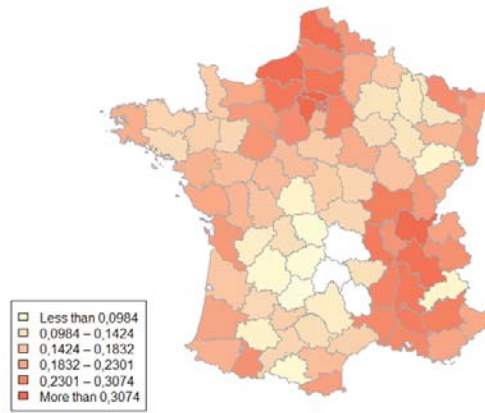 Less than 0,0984
0,0984 – 0,1424
0,1424 – 0,1832
0,1832 – 0,2301
0,2301 – 0,3074
More than 0,3074